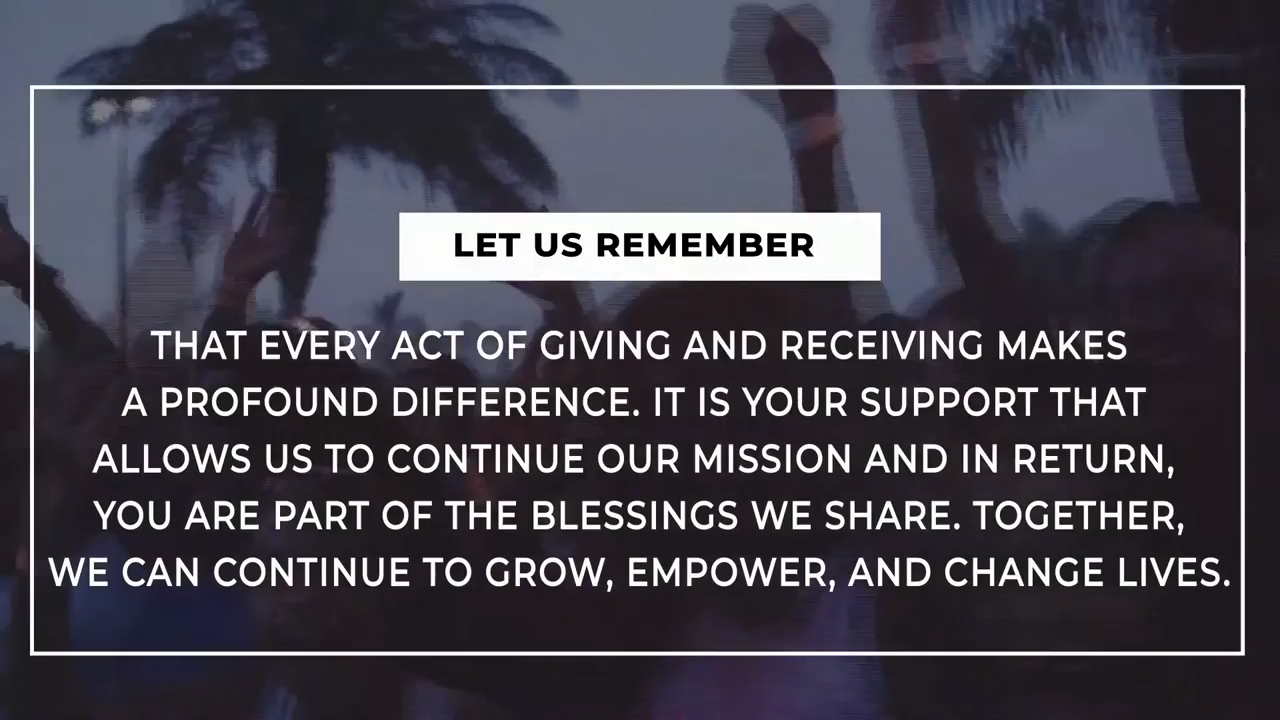 LET US REMEMBER
THAT EVERY ACT OF GIVING AND RECEIVING MAKES
A PROFOUND DIFFERENCE. IT IS YOUR SUPPORT THAT
ALLOWS US TO CONTINUE OUR MISSION AND IN RETURN,
YOU ARE PART OF THE BLESSINGS WE SHARE. TOGETHER,
WE CAN CONTINUE TO GROW, EMPOWER, AND CHANGE LIVES.